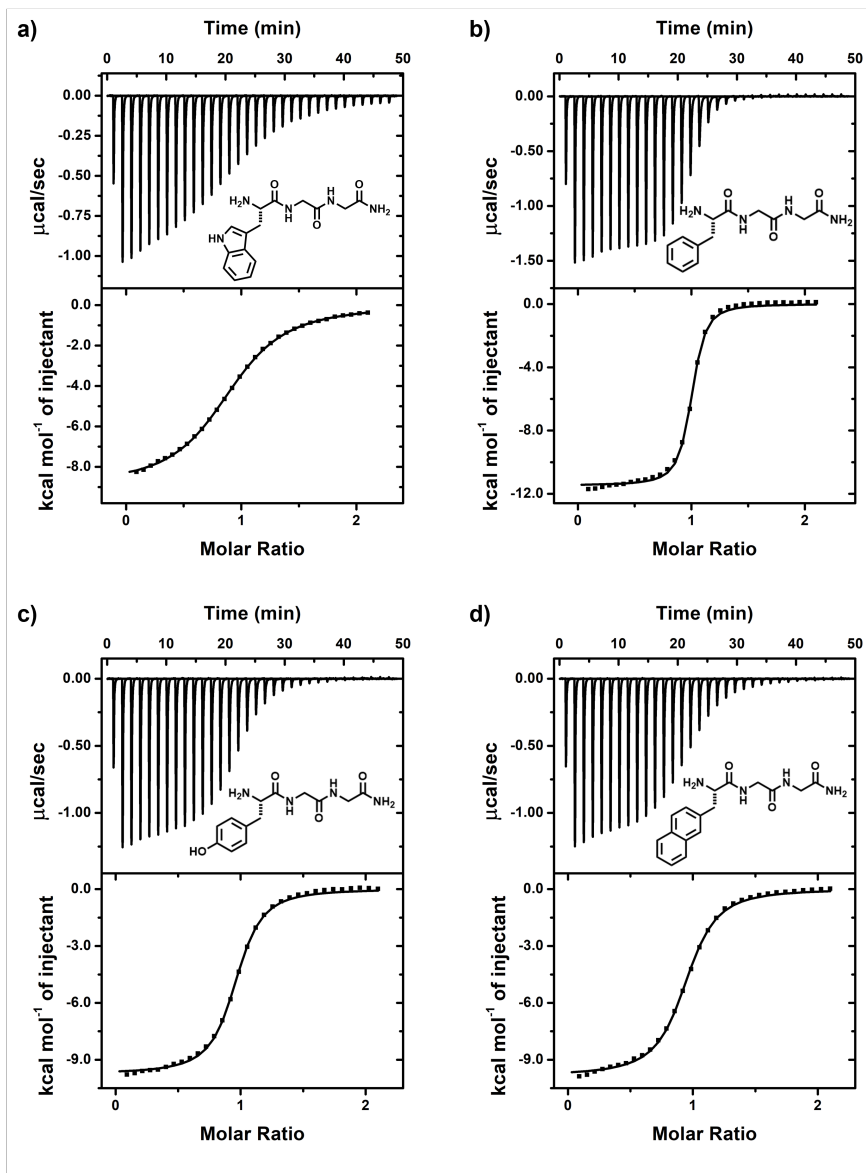 a)
Time (min)
0 10 20 30 40 50
0.00
-0.25
-0.50
-0.75
-1.00
μcal/sec
H₂N
O
H
N
N
H
O
O
NH₂
HN
0.0
-2.0
-4.0
-6.0
-8.0
kcal mol⁻¹ of injectant
0 1 2
Molar Ratio
b)
Time (min)
0 10 20 30 40 50
0.00
-0.50
-1.00
-1.50
μcal/sec
H₂N
O
H
N
N
H
O
O
NH₂
0.0
-4.0
-8.0
-12.0
kcal mol⁻¹ of injectant
0 1 2
Molar Ratio
c)
Time (min)
0 10 20 30 40 50
0.00
-0.50
-1.00
μcal/sec
H₂N
O
H
N
N
H
O
O
NH₂
HO
0.0
-3.0
-6.0
-9.0
kcal mol⁻¹ of injectant
0 1 2
Molar Ratio
d)
Time (min)
0 10 20 30 40 50
0.00
-0.50
-1.00
μcal/sec
H₂N
O
H
N
N
H
O
O
NH₂
0.0
-3.0
-6.0
-9.0
kcal mol⁻¹ of injectant
0 1 2
Molar Ratio